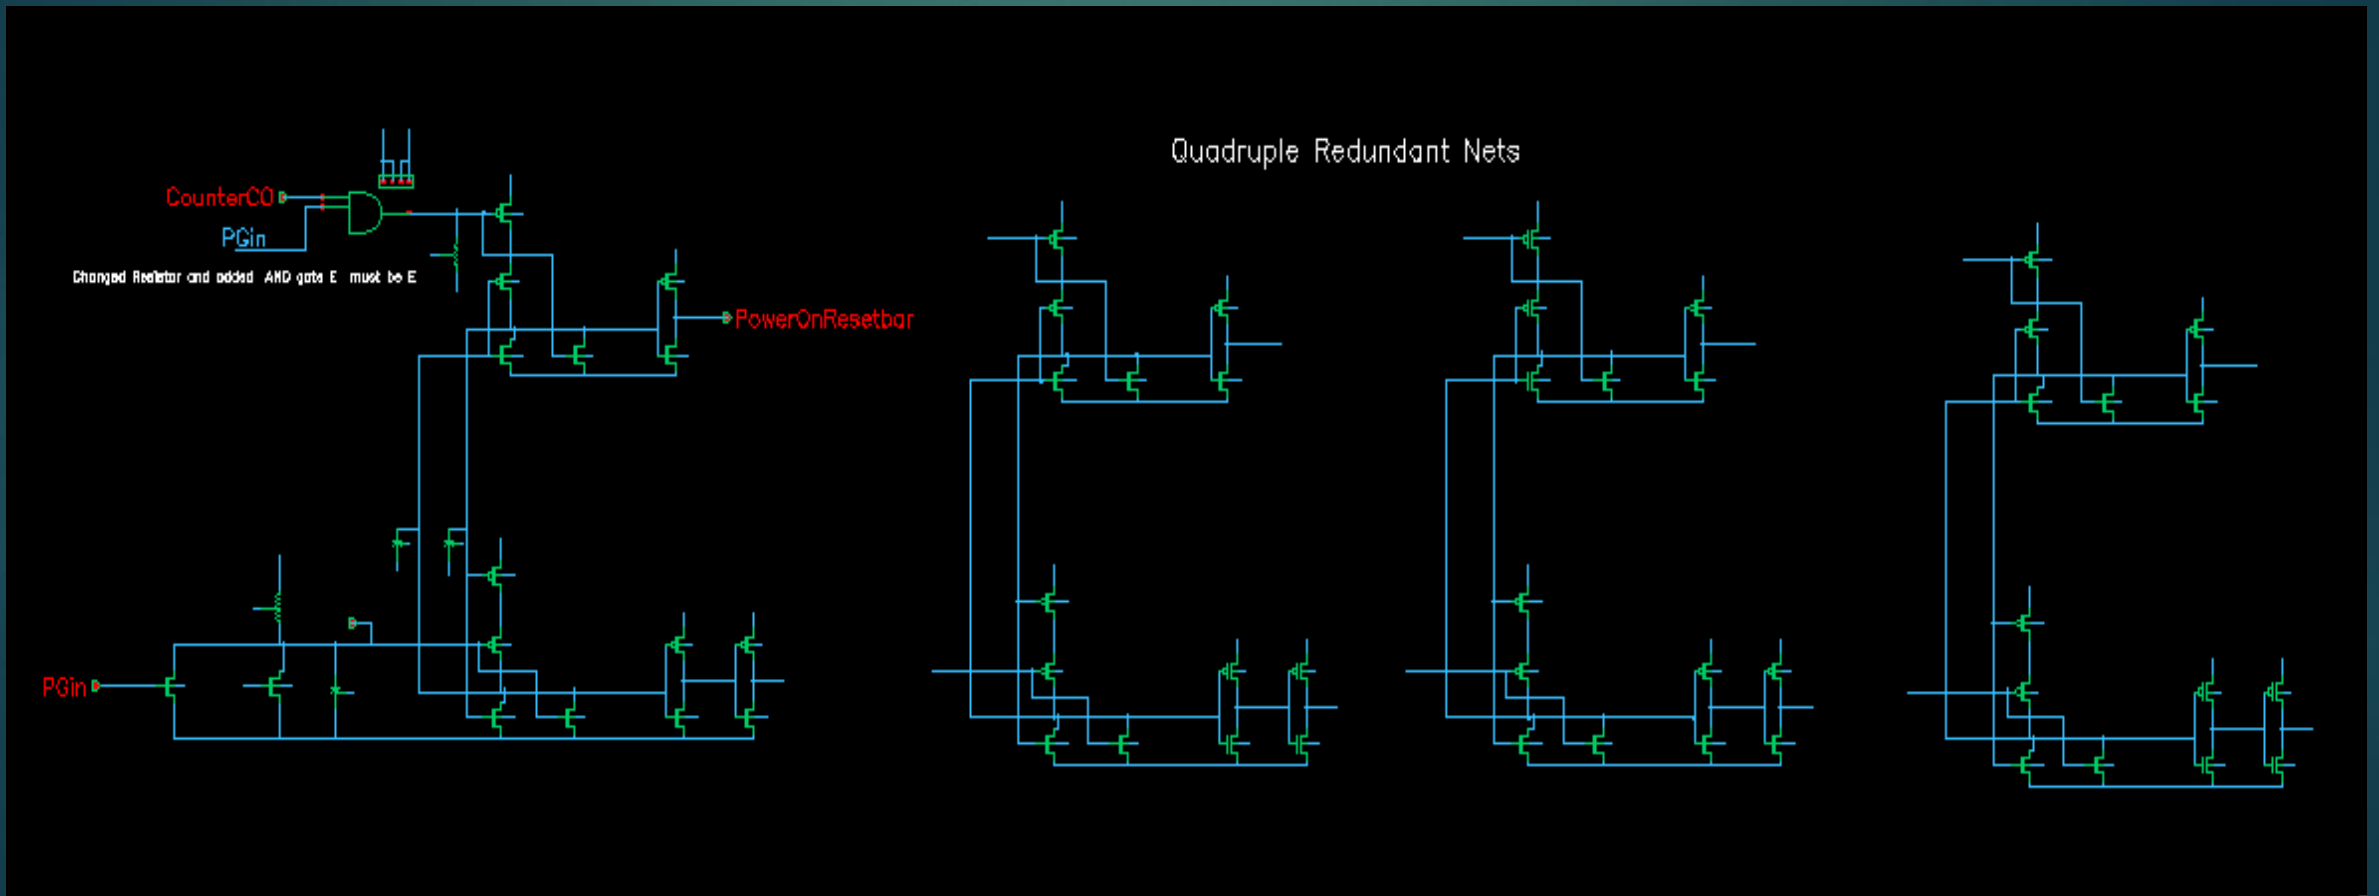 Quadruple Redundant Nets
CounterCO
PGin
Changed Resistor and added AND gate E must be E
PowerOnResetbar
PGin